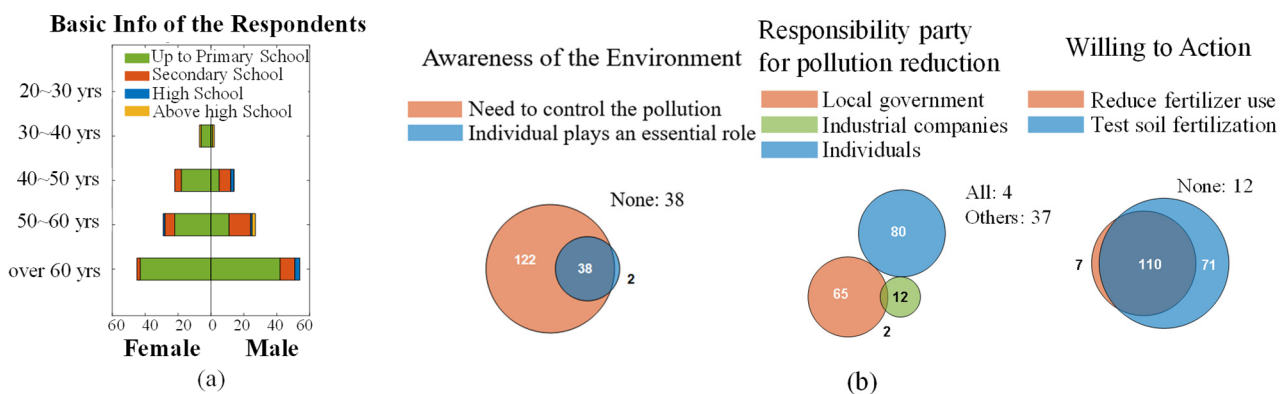 Basic Info of the Respondents
Up to Primary School
Secondary School
High School
Above high School
20~30 yrs
30~40 yrs
40~50 yrs
50~60 yrs
over 60 yrs
60 40 20 0 20 40 60
Female Male
(a)
Awareness of the Environment
Need to control the pollution
Individual plays an essential role
None: 38
122
38
2
Responsibility party
for pollution reduction
Local government
Industrial companies
Individuals
All: 4
Others: 37
80
65
12
2
Willing to Action
Reduce fertilizer use
Test soil fertilization
None: 12
7
110
71
(b)